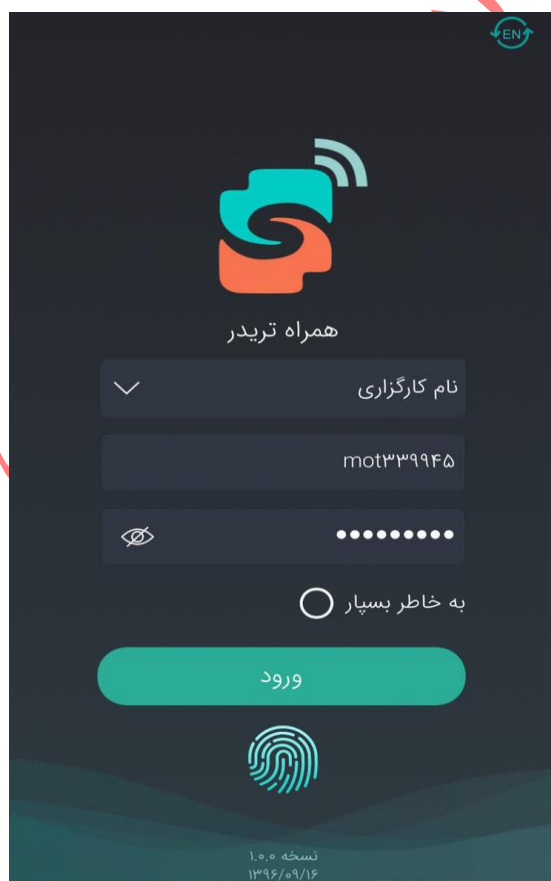 EN
همراه تریدر
نام کارگزاری
mot۳۳۹۹۴۵
•••••••••
به خاطر بسپار
ورود
نسخه ۱.۰.۰
۱۳۹۶/۰۹/۱۶